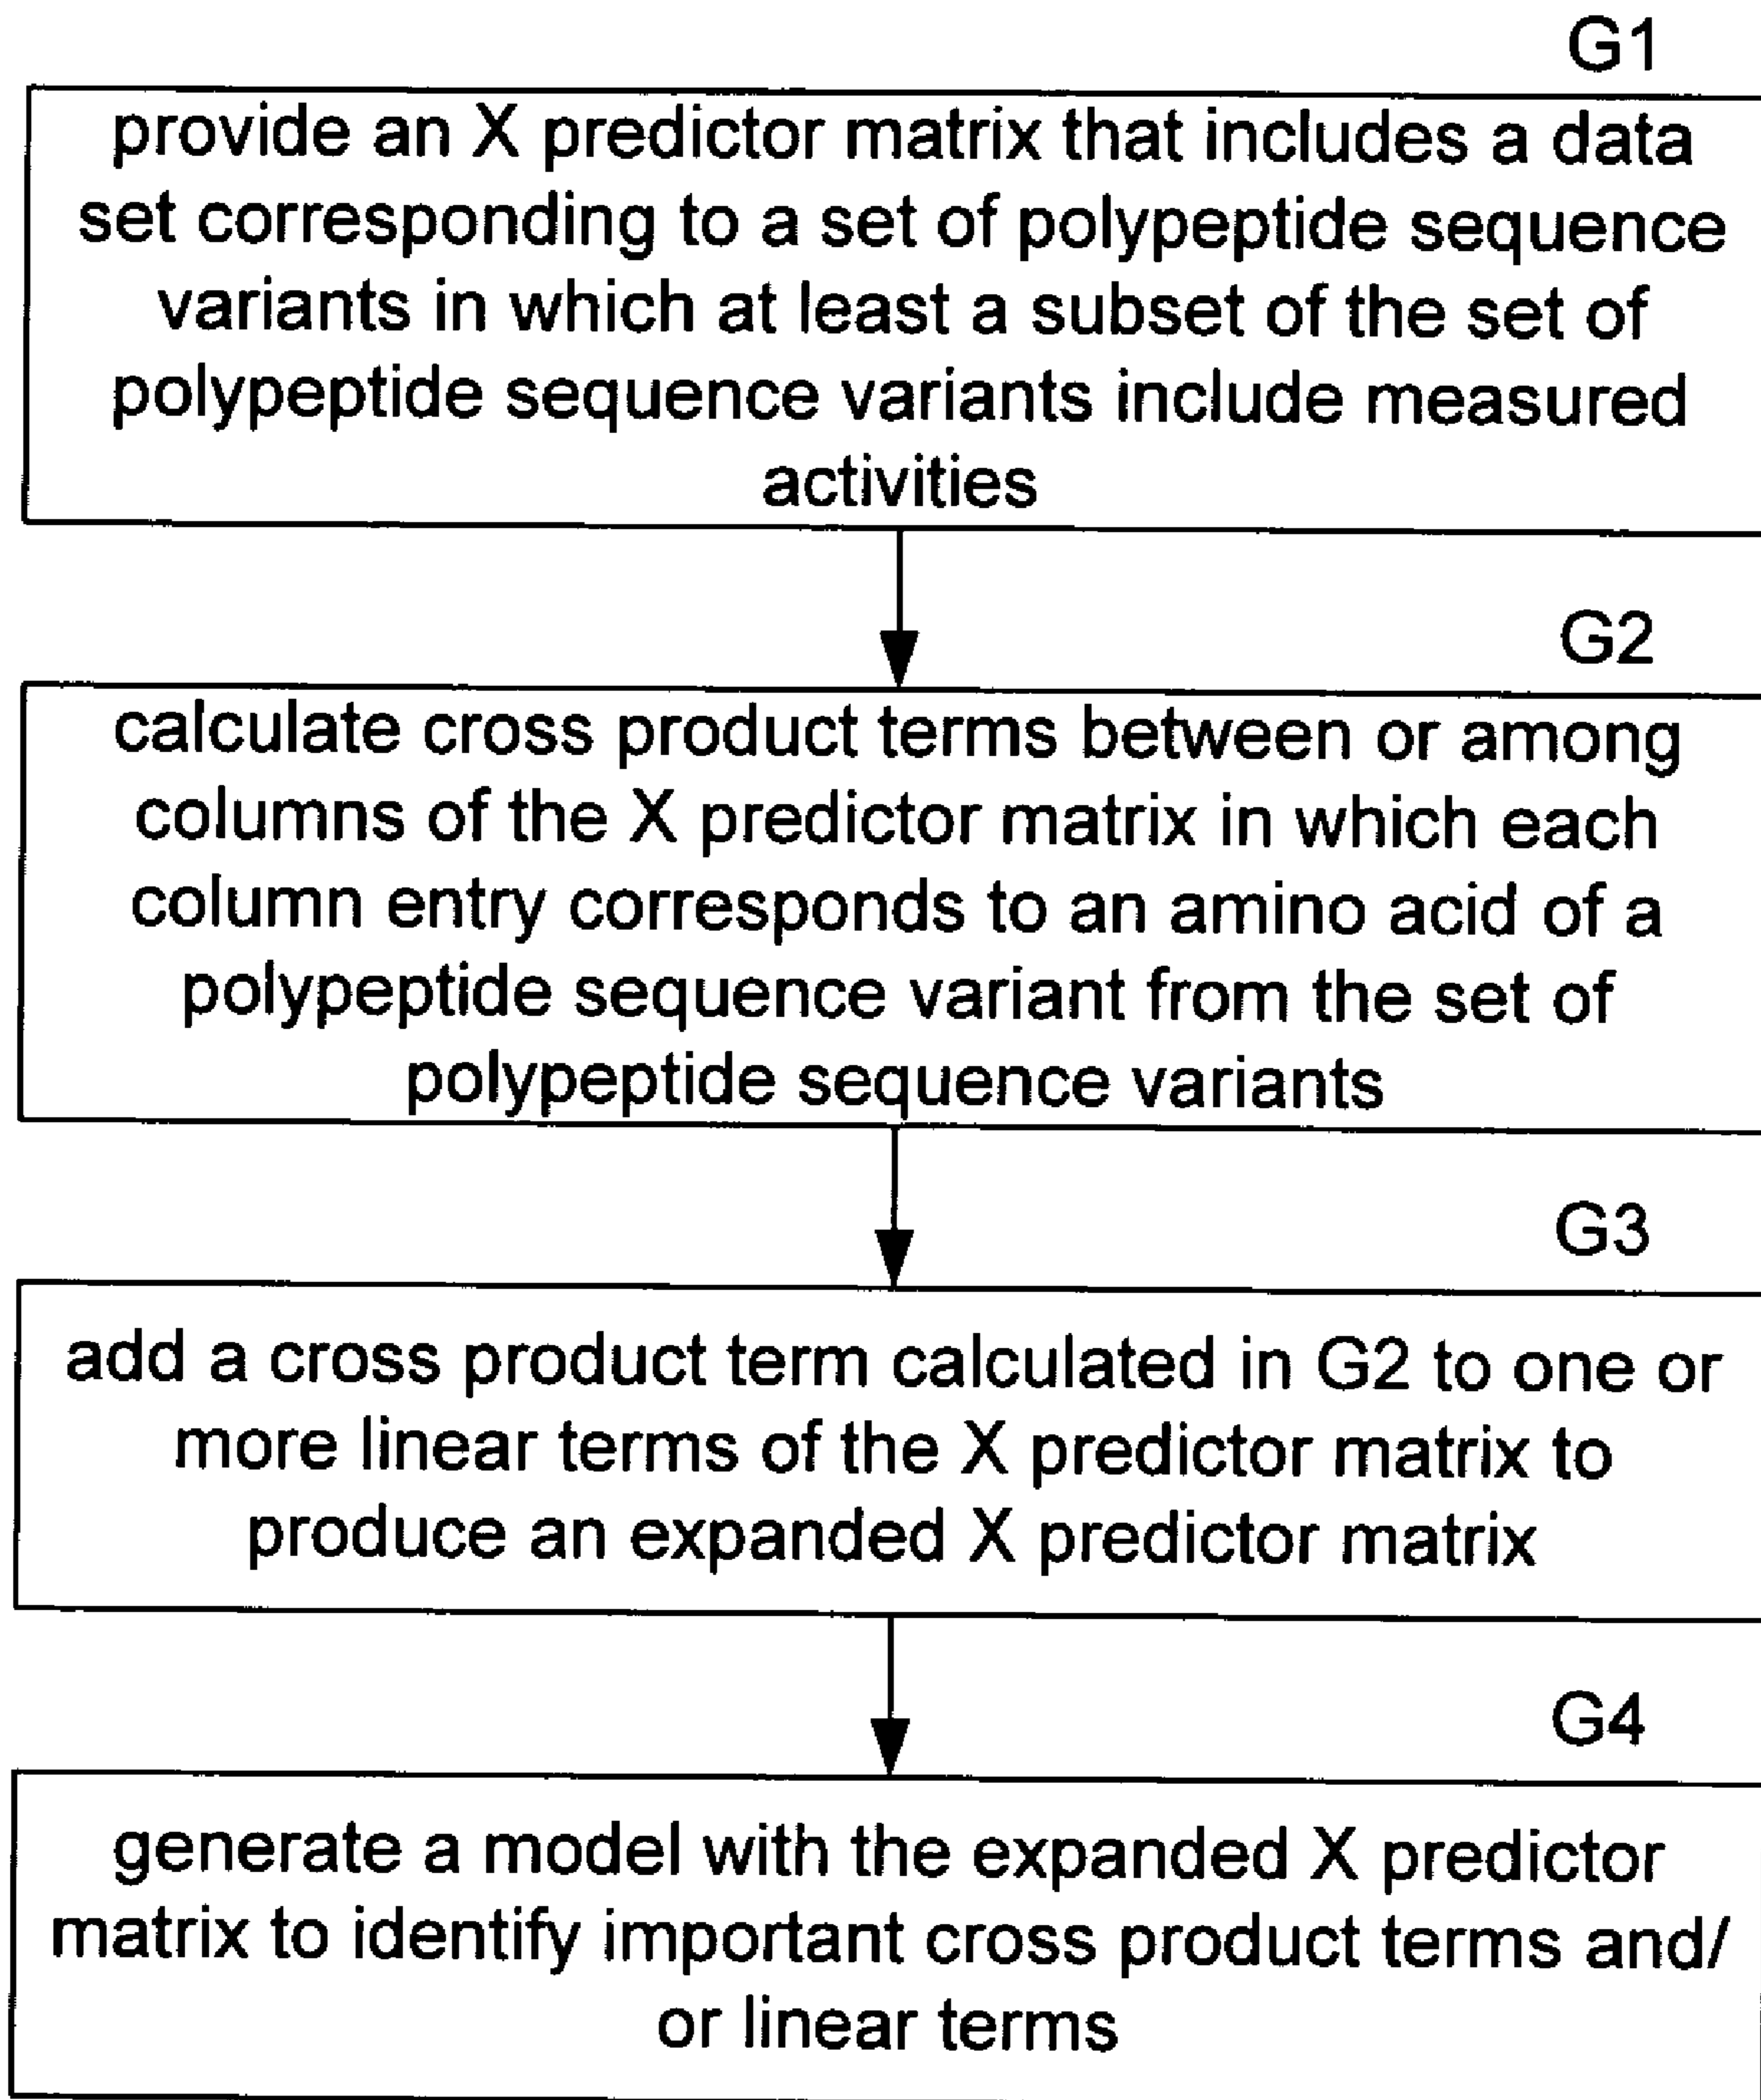 G1
provide an X predictor matrix that includes a data
set corresponding to a set of polypeptide sequence
variants in which at least a subset of the set of
polypeptide sequence variants include measured
activities
G2
calculate cross product terms between or among
columns of the X predictor matrix in which each
column entry corresponds to an amino acid of a
polypeptide sequence variant from the set of
polypeptide sequence variants
G3
add a cross product term calculated in G2 to one or
more linear terms of the X predictor matrix to
produce an expanded X predictor matrix
G4
generate a model with the expanded X predictor
matrix to identify important cross product terms and/
or linear terms